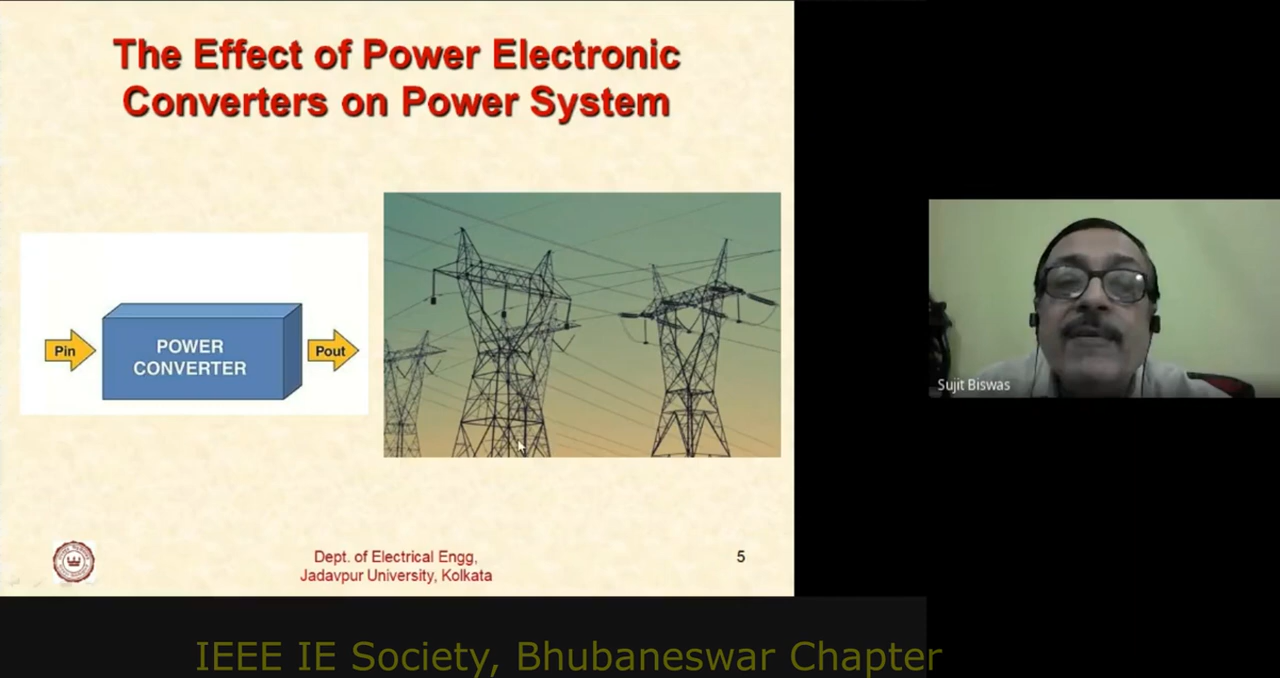 The Effect of Power Electronic
Converters on Power System
Pin
POWER
CONVERTER
Pout
Dept. of Electrical Engg,
Jadavpur University, Kolkata
5
Sujit Biswas
IEEE IE Society, Bhubaneswar Chapter